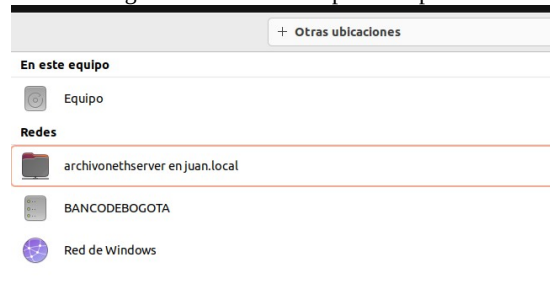 + Otras ubicaciones
En este equipo
Equipo
Redes
archivonethserver en juan.local
BANCODEBOGOTA
Red de Windows